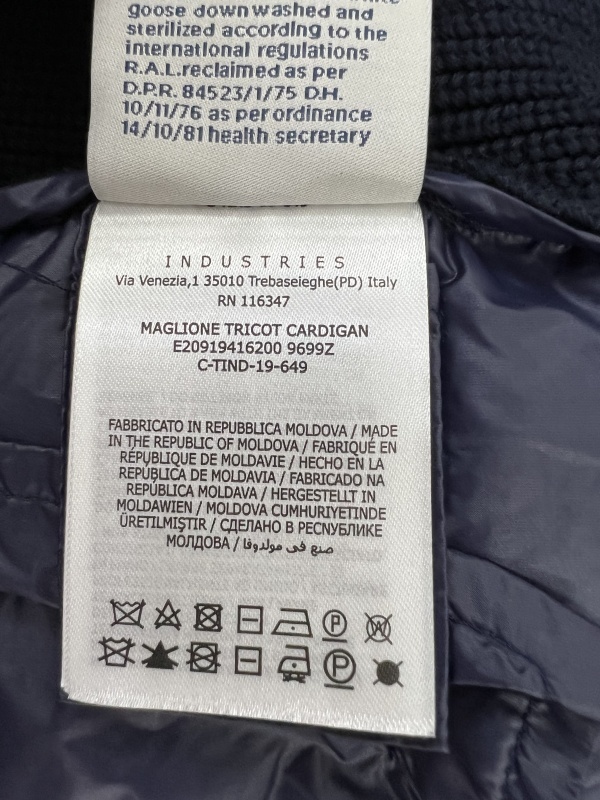 goose down washed and
sterilized according to the
international regulations
R.A.L.reclaimed as per
D.P.R. 84523/1/75 D.H.
10/11/76 as per ordinance
14/10/81 health secretary
INDUSTRIES
Via Venezia,1 35010 Trebaseleghe(PD) Italy
RN 116347
MAGLIONE TRICOT CARDIGAN
E20919416200 9699Z
C-TIND-19-649
FABBRICATO IN REPUBBLICA MOLDOVA / MADE
IN THE REPUBLIC OF MOLDOVA / FABRIQUÉ EN
RÉPUBLIQUE DE MOLDAVIE / HECHO EN LA
REPÚBLICA DE MOLDAVIA / FABRICADO NA
REPÚBLICA MOLDAVA / HERGESTELLT IN
MOLDAWIEN / MOLDOVA CUMHURIYETINDE
ÜRETILMIŞTIR / СДЕЛАНО В РЕСПУБЛИКЕ
МОЛДОВА / صنع في مولدوفا
P W
P